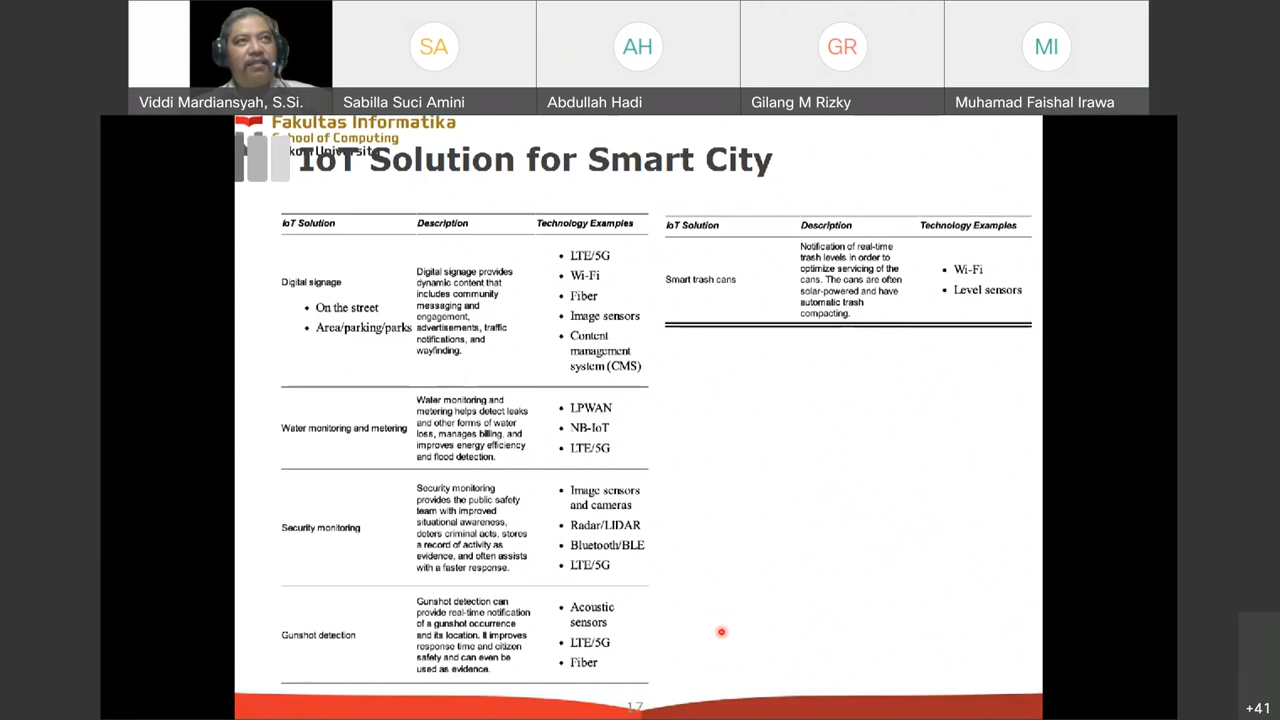 SA
AH
GR
MI
Viddi Mardiansyah, S.Si.
Sabilla Suci Amini
Abdullah Hadi
Gilang M Rizky
Muhamad Faishal Irawa
Fakultas Informatika
School of Computing
IoT Solution for Smart City
IoT Solution
Description
Technology Examples
Digital signage
• On the street
• Area/parking/parks
Digital signage provides
dynamic content that
includes community
messaging and
engagement,
advertisements, traffic
notifications, and
wayfinding.
• LTE/5G
• Wi-Fi
• Fiber
• Image sensors
• Content
management
system (CMS)
Water monitoring and metering
Water monitoring and
metering helps detect leaks
and other forms of water
loss, manages billing, and
improves energy efficiency
and flood detection.
• LPWAN
• NB-IoT
• LTE/5G
Security monitoring
Security monitoring
provides the public safety
team with improved
situational awareness,
deters criminal acts, stores
a record of activity as
evidence, and often assists
with a faster response.
• Image sensors
and cameras
• Radar/LIDAR
• Bluetooth/BLE
• LTE/5G
Gunshot detection
Gunshot detection can
provide real-time notification
of a gunshot occurrence
and its location. It improves
response time and citizen
safety and can even be
used as evidence.
• Acoustic
sensors
• LTE/5G
• Fiber
IoT Solution
Description
Technology Examples
Smart trash cans
Notification of real-time
trash levels in order to
optimize servicing of the
cans. The cans are often
solar-powered and have
automatic trash
compacting.
• Wi-Fi
• Level sensors
17
+41